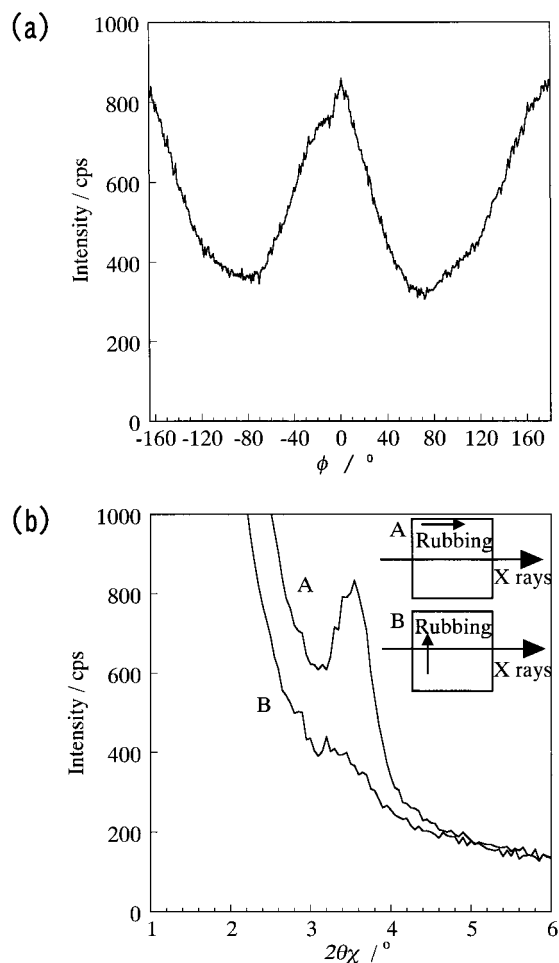 (a)
1000
800
600
400
200
0
Intensity / cps
-160 -120 -80 -40 0 40 80 120 160
ϕ / °
(b)
1000
800
600
400
200
0
Intensity / cps
A
B
A
Rubbing
X rays
B
Rubbing
X rays
1 2 3 4 5 6
2θχ / °